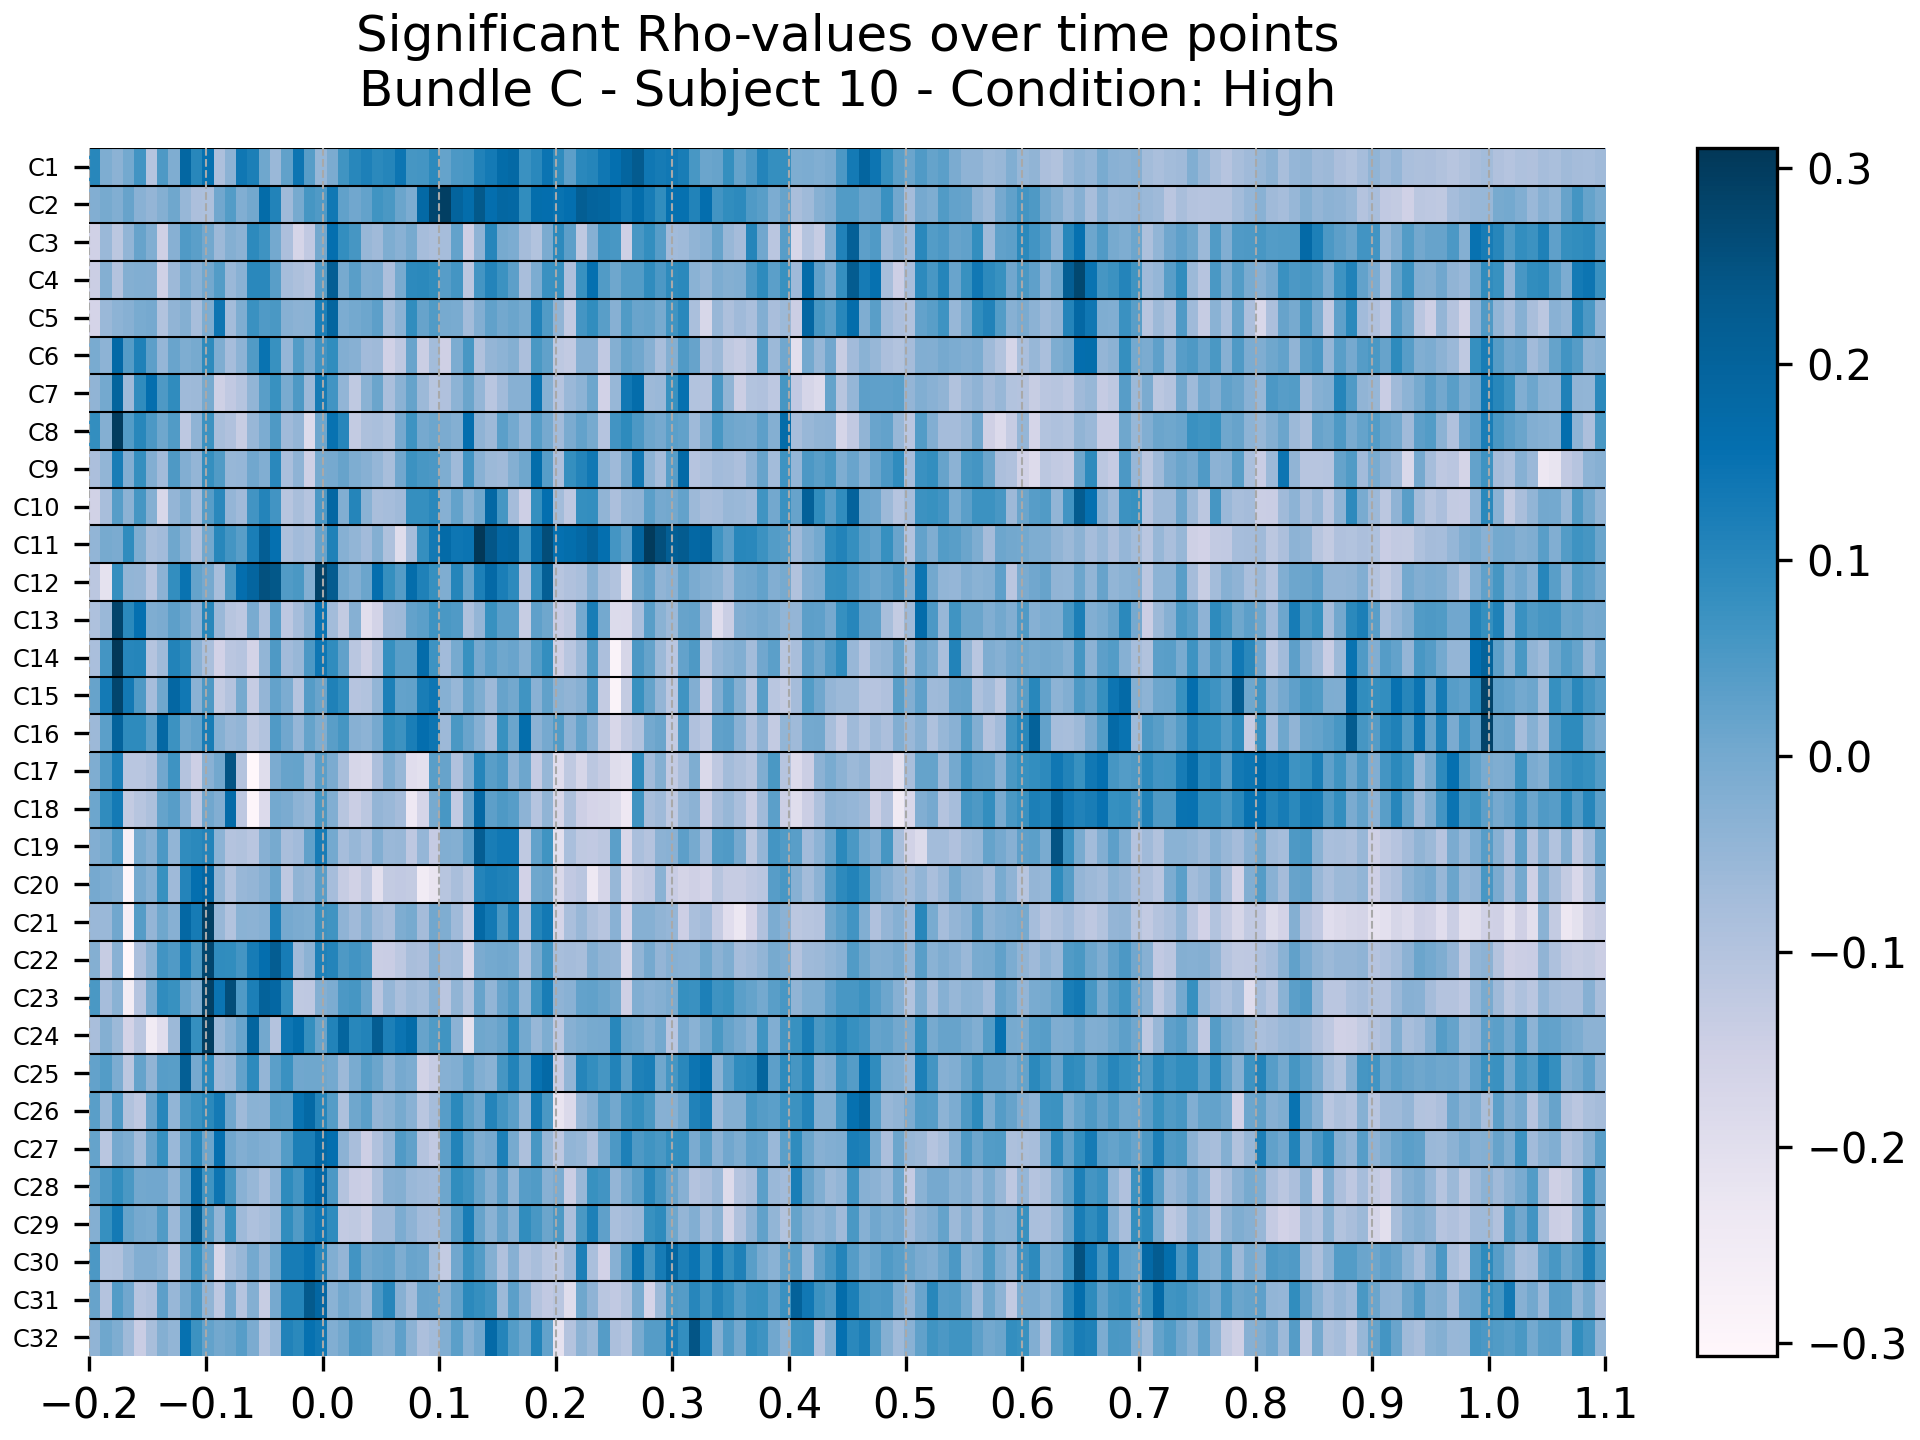 Significant Rho-values over time points
Bundle C - Subject 10 - Condition: High
C1
C2
C3
C4
C5
C6
C7
C8
C9
C10
C11
C12
C13
C14
C15
C16
C17
C18
C19
C20
C21
C22
C23
C24
C25
C26
C27
C28
C29
C30
C31
C32
−0.2 −0.1 0.0 0.1 0.2 0.3 0.4 0.5 0.6 0.7 0.8 0.9 1.0 1.1
0.3
0.2
0.1
0.0
−0.1
−0.2
−0.3